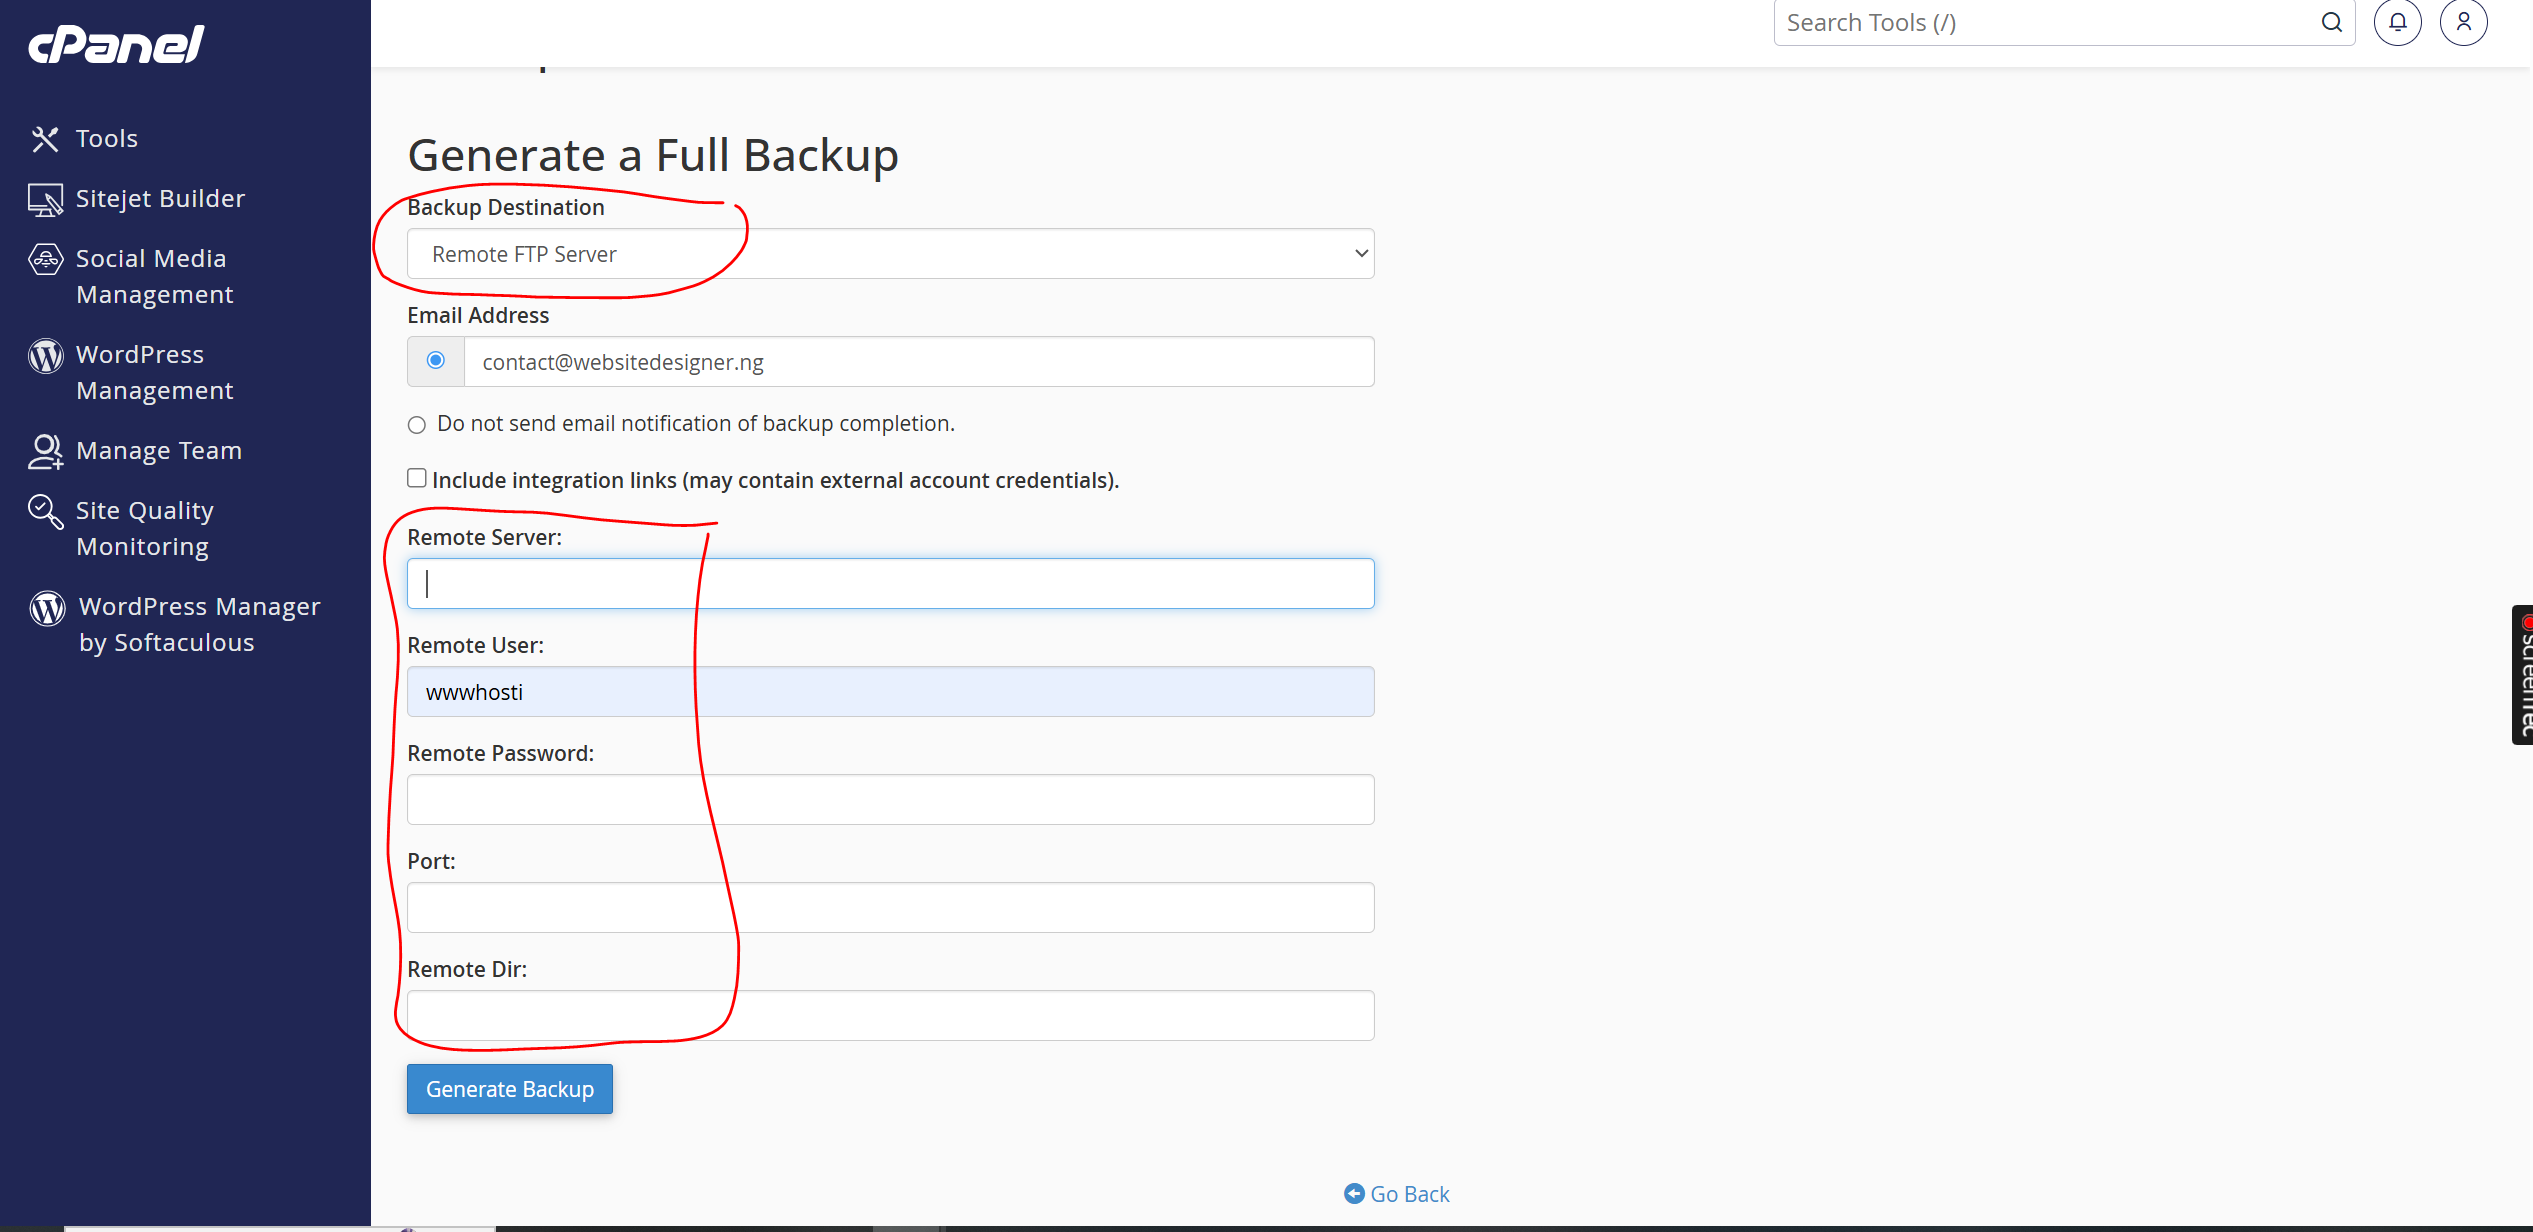 cPanel
Search Tools (/)
Tools
Sitejet Builder
Social Media
Management
WordPress
Management
Manage Team
Site Quality
Monitoring
WordPress Manager
by Softaculous
Generate a Full Backup
Backup Destination
Remote FTP Server
Email Address
contact@websitedesigner.ng
Do not send email notification of backup completion.
Include integration links (may contain external account credentials).
Remote Server:
Remote User:
wwwhosti
Remote Password:
Port:
Remote Dir:
Generate Backup
Go Back